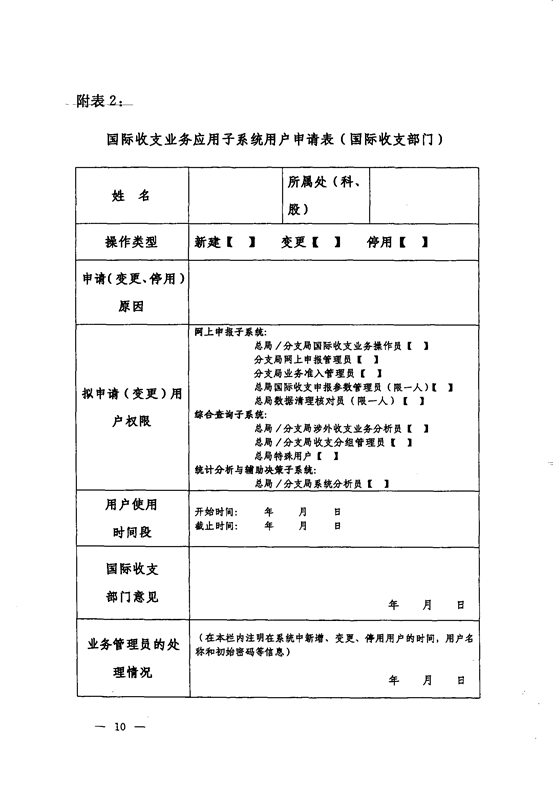 附表2：
国际收支业务应用子系统用户申请表（国际收支部门）
姓 名
所属处（科、
股）
操作类型
新建【 】 变更【 】 停用【 】
申请（变更、停用）
原因
拟申请（变更）用
户权限
网上申报子系统：
总局/分支局国际收支业务操作员【 】
分支局网上申报管理员【 】
分支局业务准入管理员【 】
总局国际收支申报参数管理员（限一人）【 】
总局数据清理核对员（限一人）【 】
综合查询子系统：
总局/分支局涉外收支业务分析员【 】
总局/分支局收支分组管理员【 】
总局特殊用户【 】
统计分析与辅助决策子系统：
总局/分支局系统分析员【 】
用户使用
时间段
开始时间： 年 月 日
截止时间： 年 月 日
国际收支
部门意见
年 月 日
业务管理员的处
理情况
（在本栏内注明在系统中新增、变更、停用用户的时间，用户名
称和初始密码等信息）
年 月 日
— 10 —